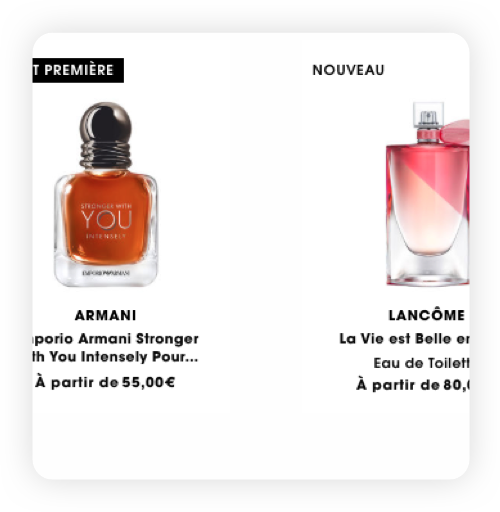 T PREMIÈRE
NOUVEAU
STRONGER WITH
YOU
INTENSELY
EMPORIO ARMANI
ARMANI
mporio Armani Stronger
th You Intensely Pour...
À partir de 55,00€
LANCÔME
La Vie est Belle en
Eau de Toilett
À partir de 80,0